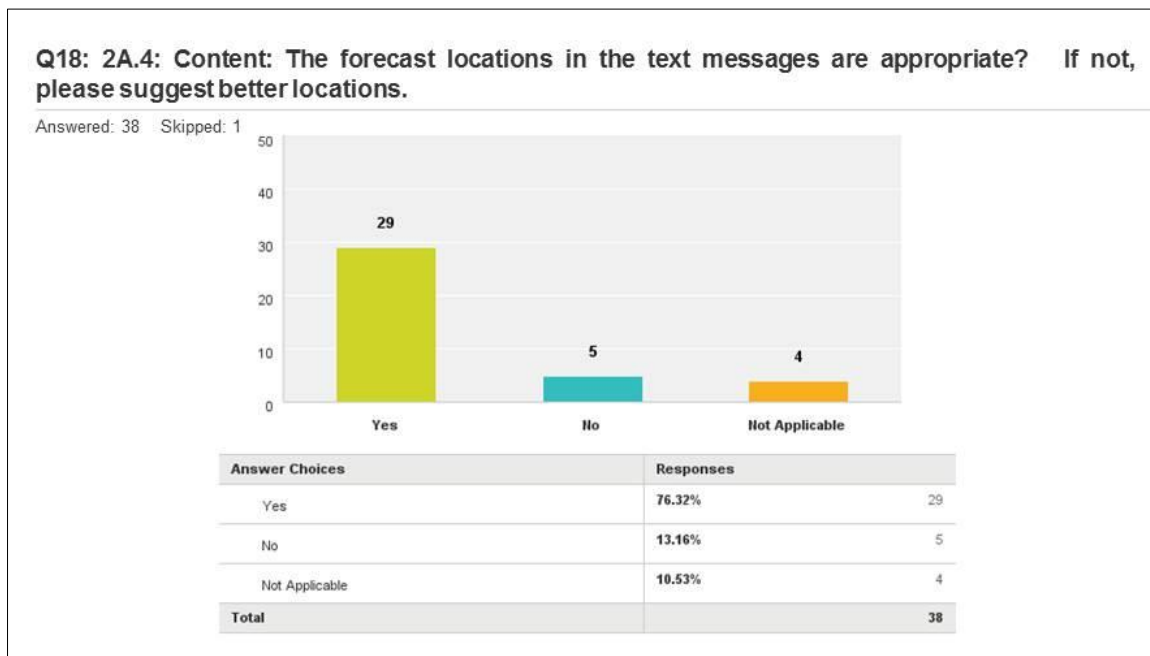 Q18: 2A.4: Content: The forecast locations in the text messages are appropriate? If not,
please suggest better locations.
Answered: 38 Skipped: 1
50
40
30
20
10
0
29
5
4
Yes No Not Applicable
Answer Choices Responses
Yes 76.32% 29
No 13.16% 5
Not Applicable 10.53% 4
Total 38